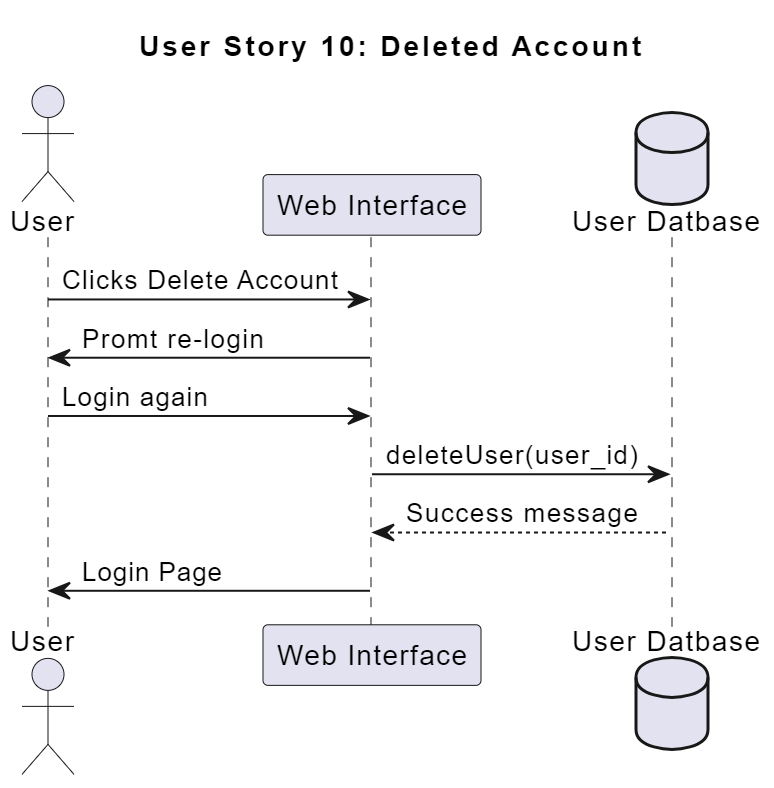 User Story 10: Deleted Account
User
Web Interface
User Datbase
Clicks Delete Account
Promt re-login
Login again
deleteUser(user_id)
Success message
Login Page
User
Web Interface
User Datbase